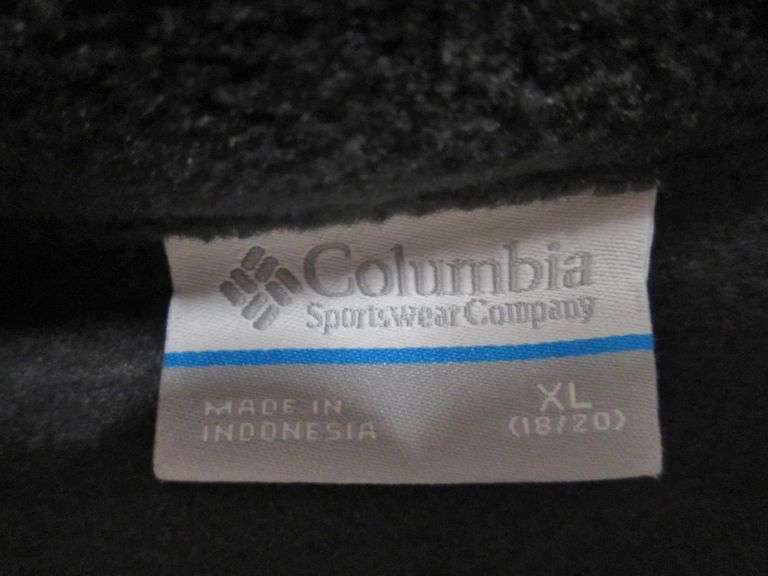 Columbia
Sportswear Company
MADE IN
INDONESIA
XL
(18/20)